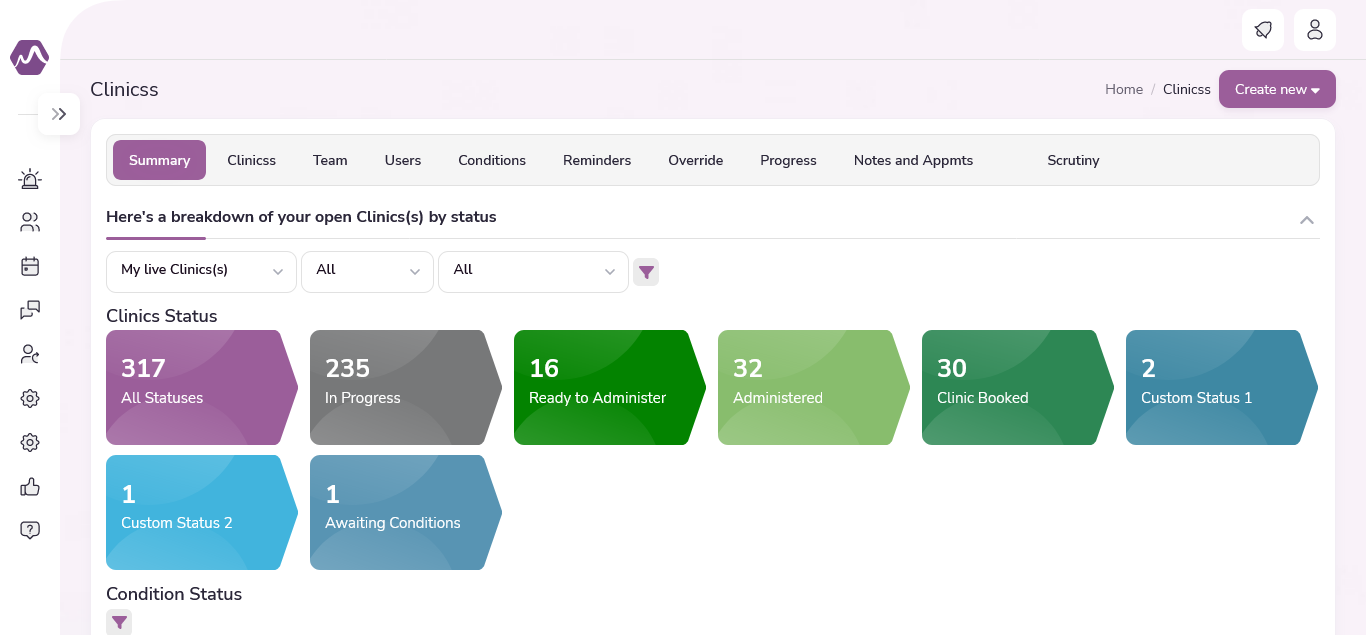 Clinicss
Home / Clinicss
Create new
Summary Clinicss Team Users Conditions Reminders Override Progress Notes and Appmts Scrutiny
Here's a breakdown of your open Clinics(s) by status
My live Clinics(s) All All
Clinics Status
317 235 16 32 30 2
All Statuses In Progress Ready to Administer Administered Clinic Booked Custom Status 1
1 1
Custom Status 2 Awaiting Conditions
Condition Status